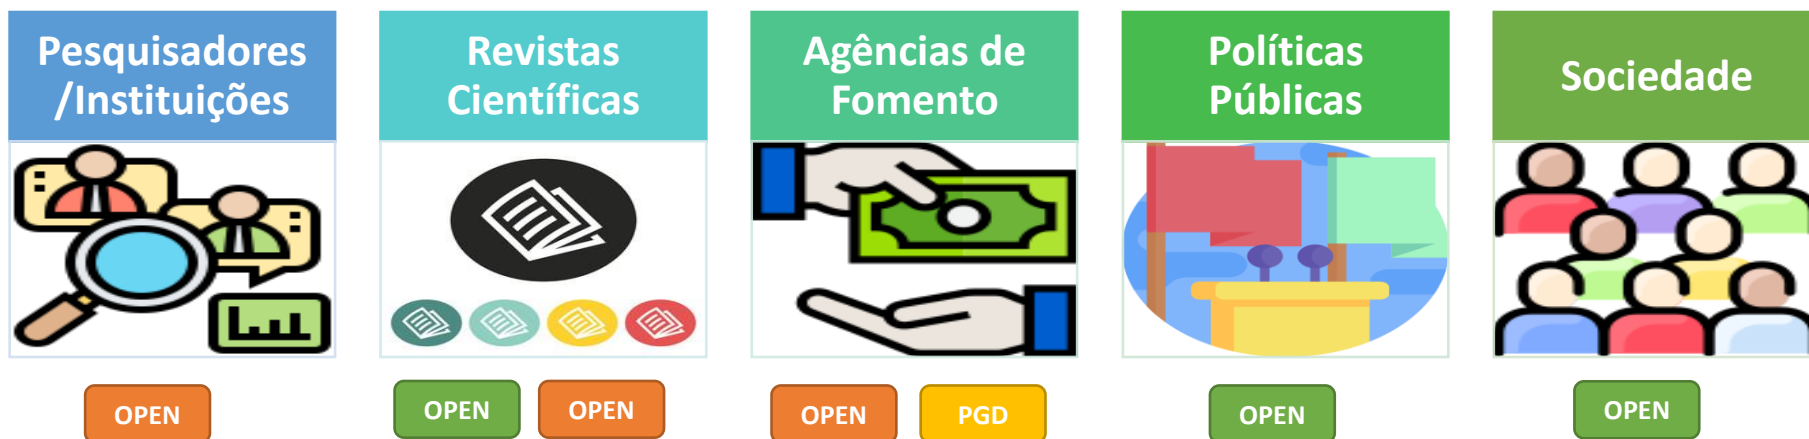 Pesquisadores
/Instituições
Revistas
Científicas
Agências de
Fomento
Políticas
Públicas
Sociedade
OPEN
OPEN
OPEN
OPEN
PGD
OPEN
OPEN